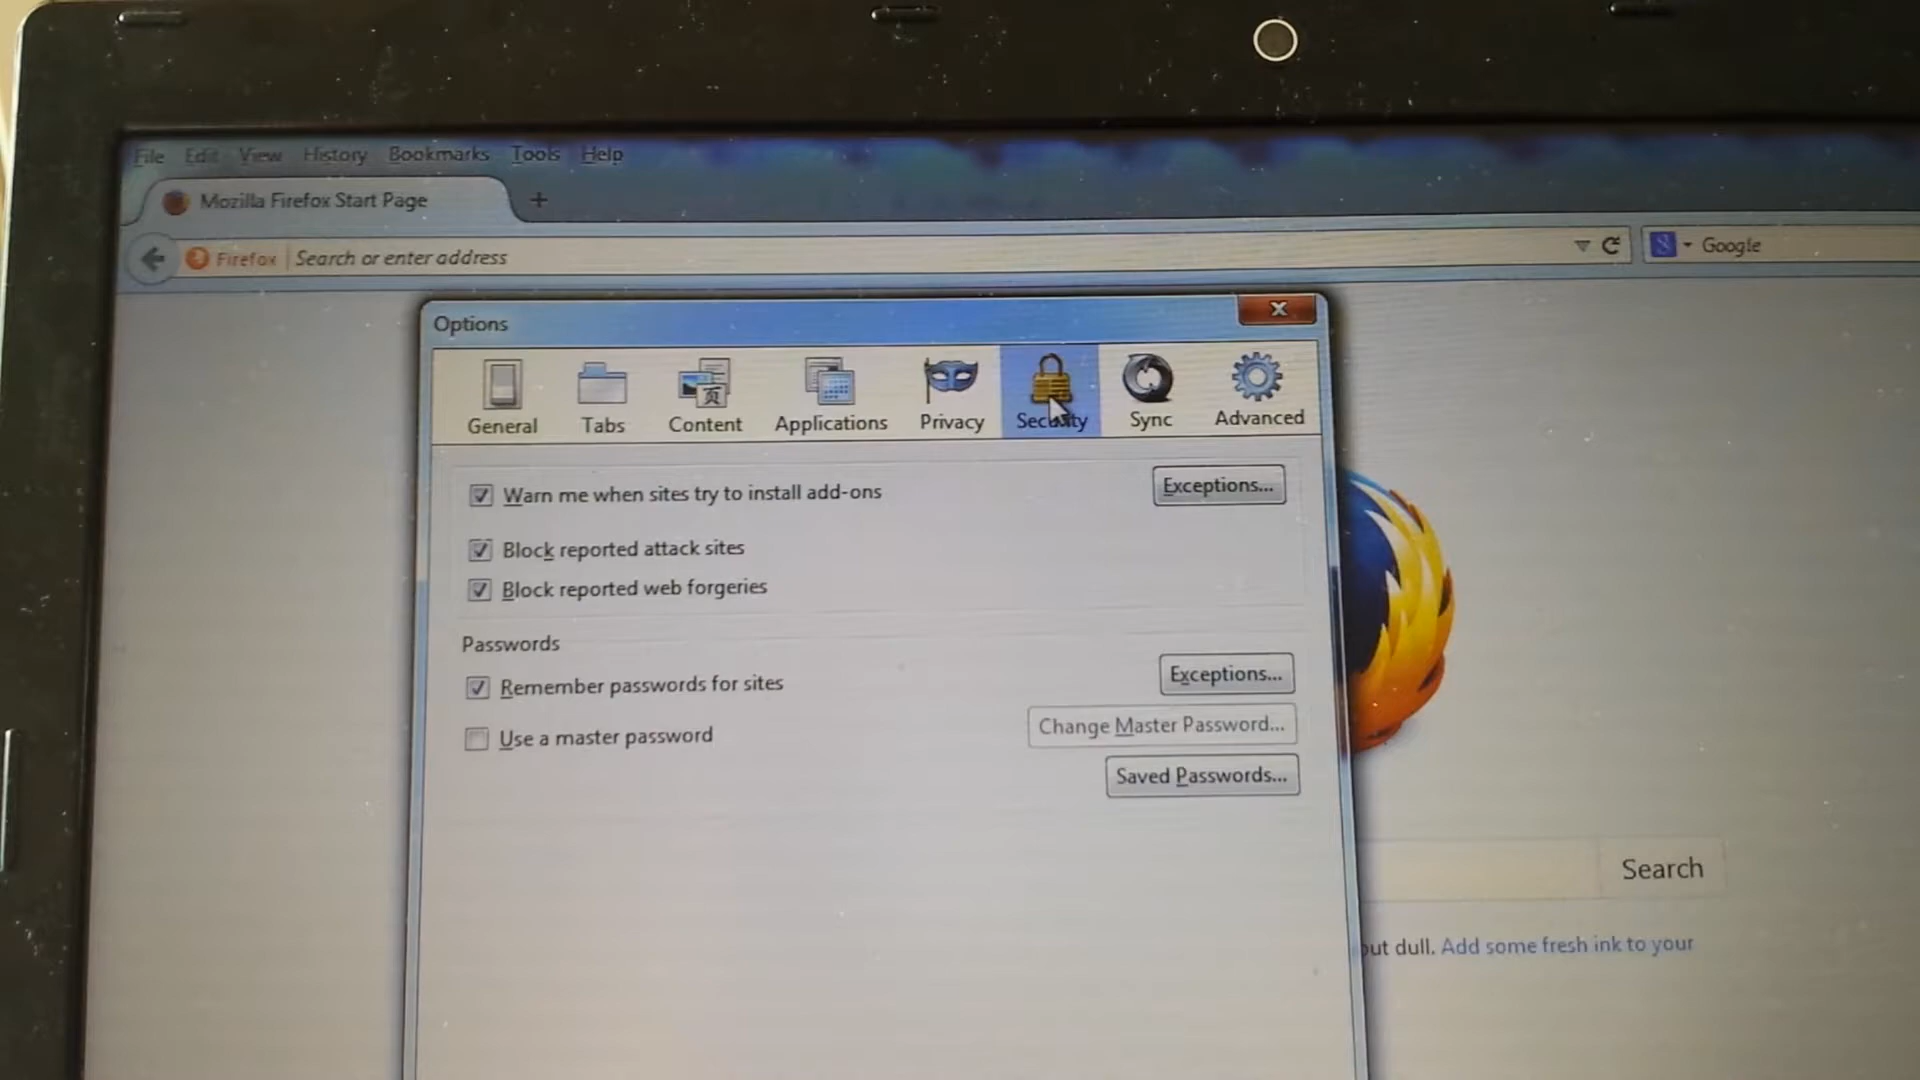 File Edit View History Bookmarks Tools Help
Mozilla Firefox Start Page +
Firefox Search or enter address
8 Google
Options
General Tabs Content Applications Privacy Security Sync Advanced
页
Warn me when sites try to install add-ons Exceptions...
Block reported attack sites
Block reported web forgeries
Passwords
Remember passwords for sites Exceptions...
Use a master password Change Master Password...
Saved Passwords...
Search
out dull. Add some fresh ink to your